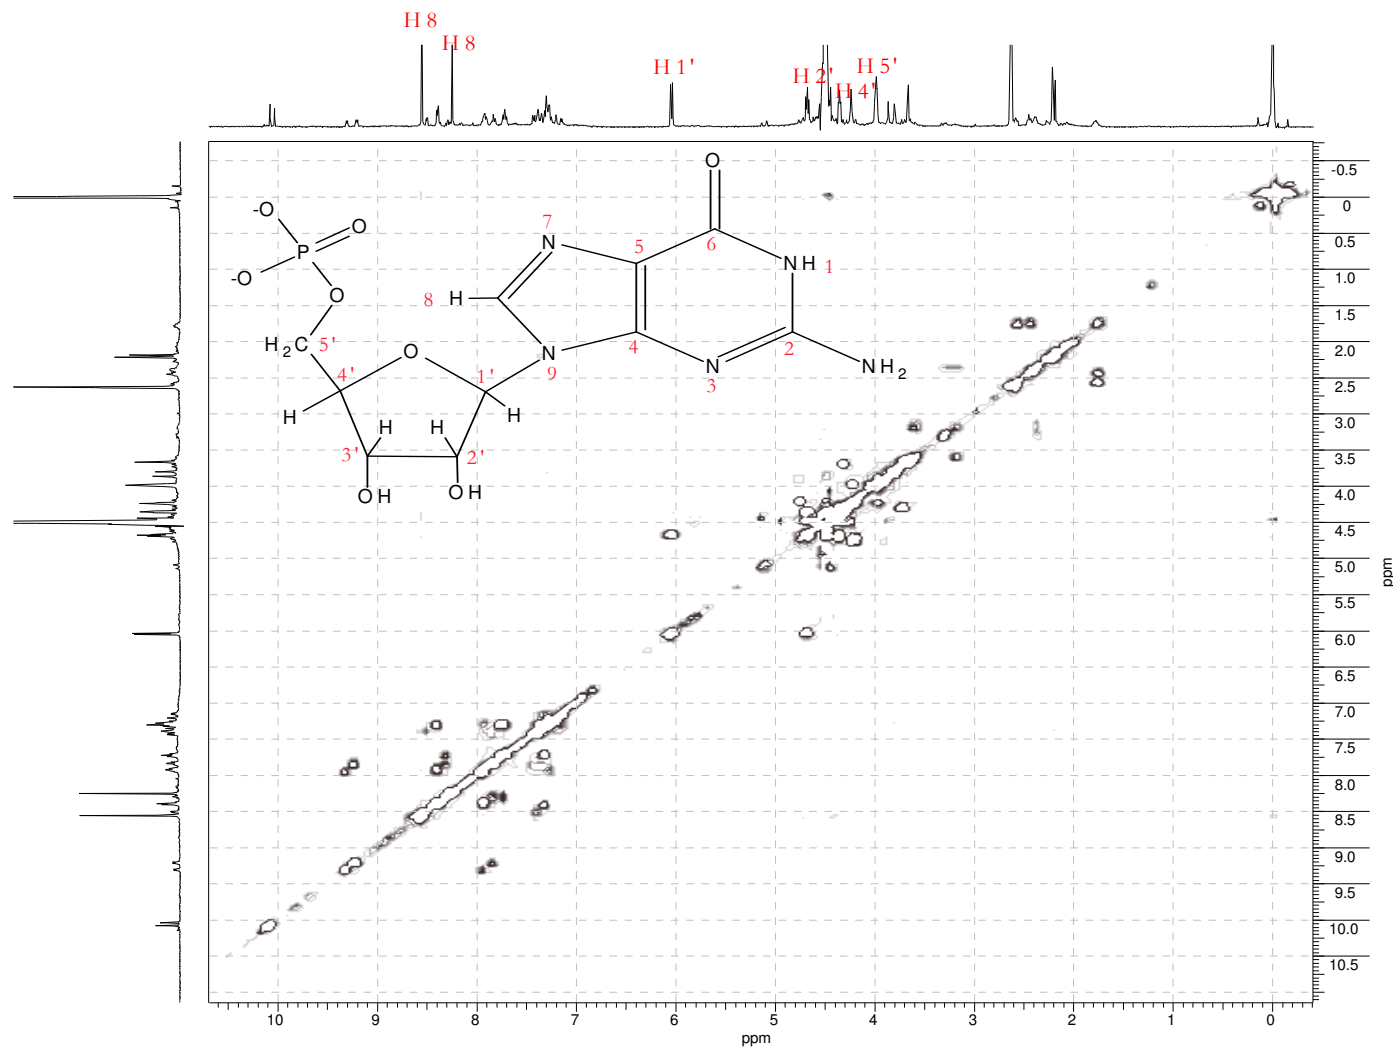 H 8
H 8
H 1'
H 2'
H 5'
H 4'
O
-O
P
O
-O
O
H2C
5'
7
N
5
6
NH
1
8
H
4
N
9
N
3
2
NH2
O
4'
1'
H
H
H
H
3'
2'
OH
OH
-0.5
0
0.5
1.0
1.5
2.0
2.5
3.0
3.5
4.0
4.5
5.0
5.5
6.0
6.5
7.0
7.5
8.0
8.5
9.0
9.5
10.0
10.5
ppm
10 9 8 7 6 5 4 3 2 1 0
ppm